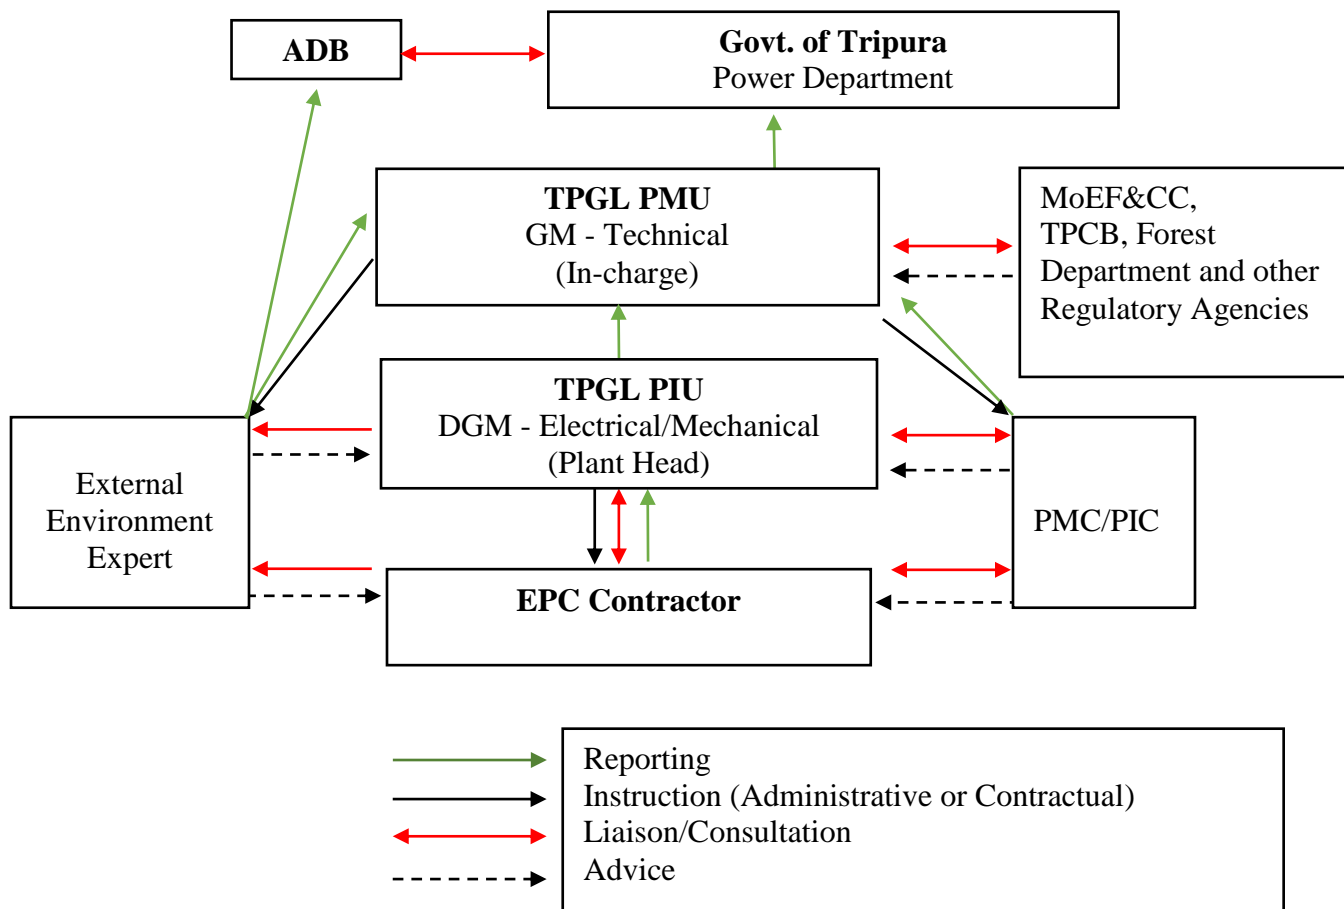 ADB
Govt. of Tripura
Power Department
TPGL PMU
GM - Technical
(In-charge)
MoEF&CC,
TPCB, Forest
Department and other
Regulatory Agencies
TPGL PIU
DGM - Electrical/Mechanical
(Plant Head)
External
Environment
Expert
PMC/PIC
EPC Contractor
Reporting
Instruction (Administrative or Contractual)
Liaison/Consultation
Advice